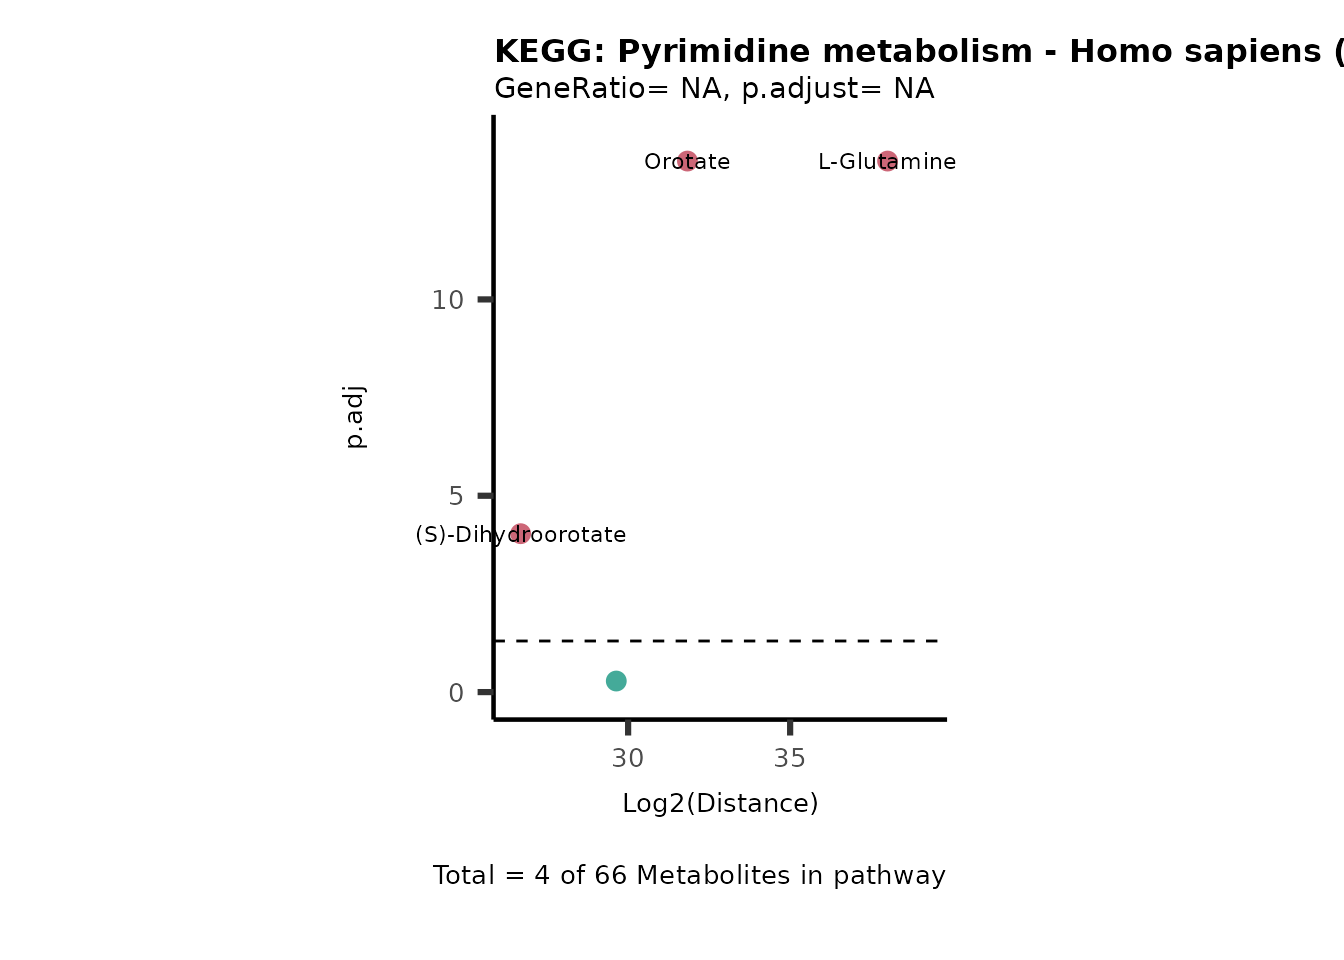 KEGG: Pyrimidine metabolism - Homo sapiens (
GeneRatio= NA, p.adjust= NA
Orotate
L-Glutamine
10
p.adj
5
(S)-Dihydroorotate
0
30
35
Log2(Distance)
Total = 4 of 66 Metabolites in pathway